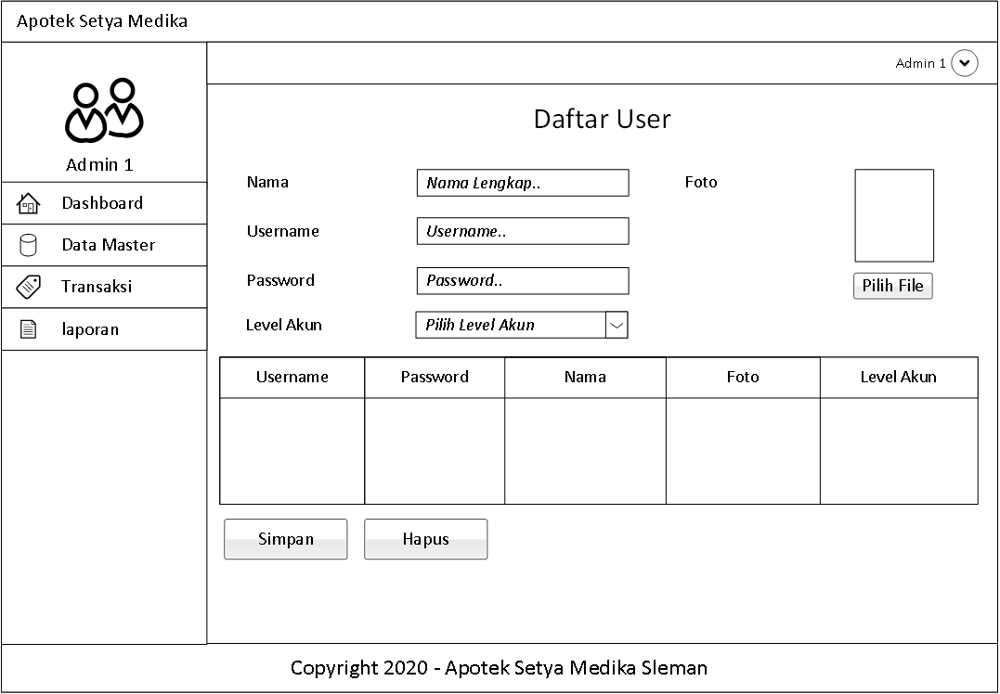 Apotek Setya Medika
Admin 1
Admin 1
Dashboard
Data Master
Transaksi
laporan
Daftar User
Nama
Nama Lengkap..
Foto
Username
Username..
Password
Password..
Pilih File
Level Akun
Pilih Level Akun
Username Password Nama Foto Level Akun
Simpan
Hapus
Copyright 2020 - Apotek Setya Medika Sleman